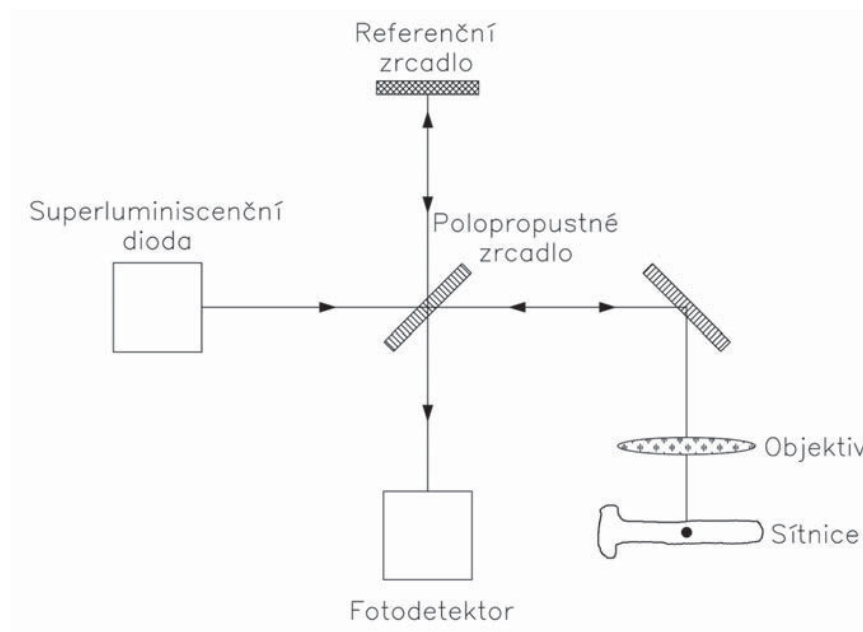 Referenční
zrcadlo
Superluminiscenční
dioda
Polopropustné
zrcadlo
Objektiv
Sítnice
Fotodetektor